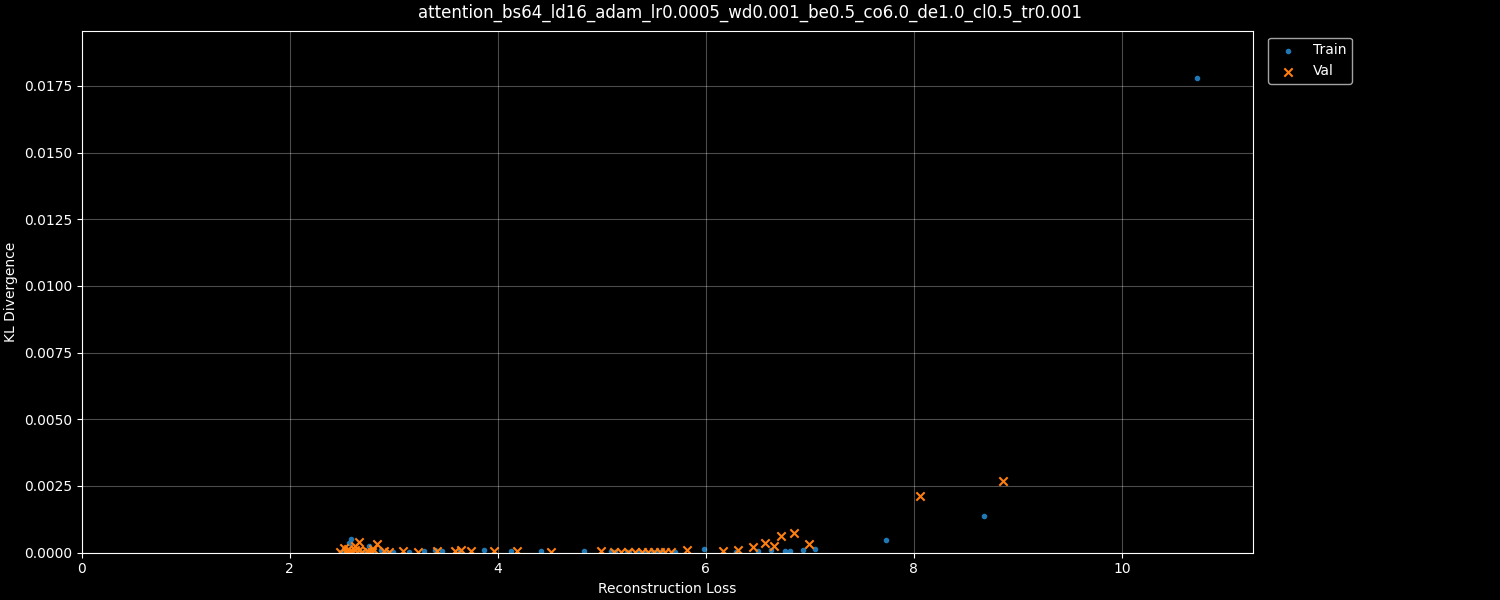 attention_bs64_ld16_adam_lr0.0005_wd0.001_be0.5_co6.0_de1.0_cl0.5_tr0.001
Train
Val
0.0175
0.0150
0.0125
0.0100
0.0075
0.0050
0.0025
0.0000
KL Divergence
0
2
4
6
8
10
Reconstruction Loss